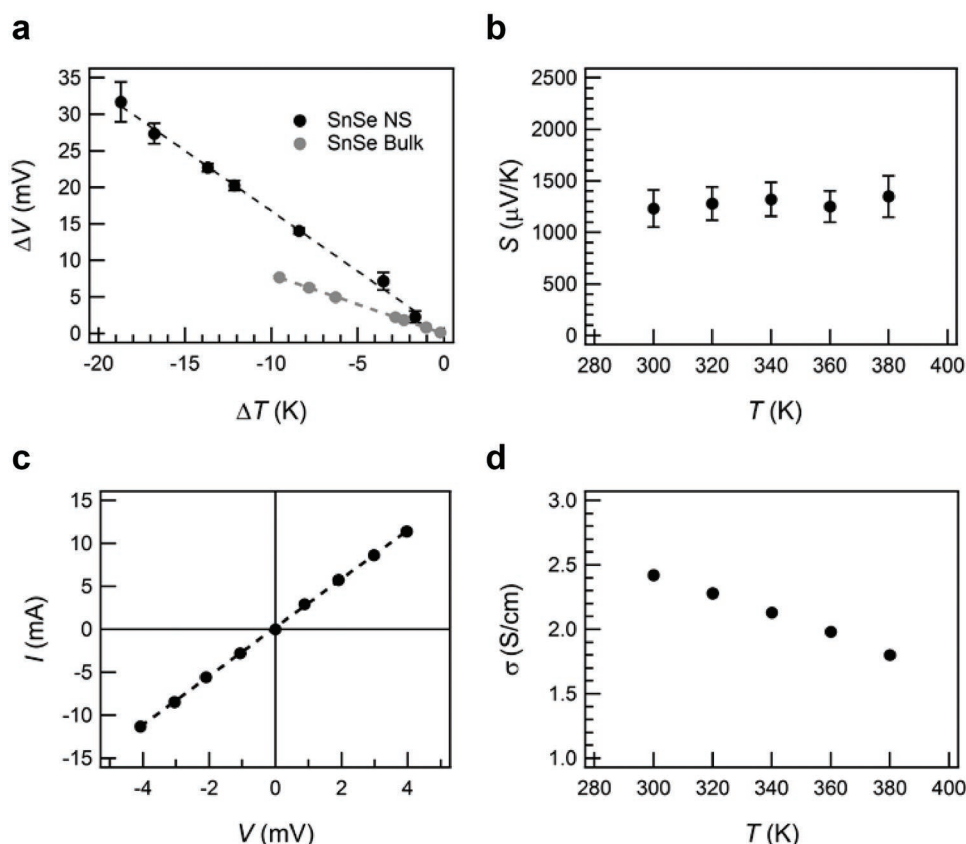 a
35
30
25
20
15
10
5
0
ΔV (mV)
SnSe NS
SnSe Bulk
-20 -15 -10 -5 0
ΔT (K)
b
2500
2000
1500
1000
500
0
S (μV/K)
280 300 320 340 360 380 400
T (K)
c
15
10
5
0
-5
-10
-15
I (mA)
-4 -2 0 2 4
V (mV)
d
3.0
2.5
2.0
1.5
1.0
σ (S/cm)
280 300 320 340 360 380 400
T (K)